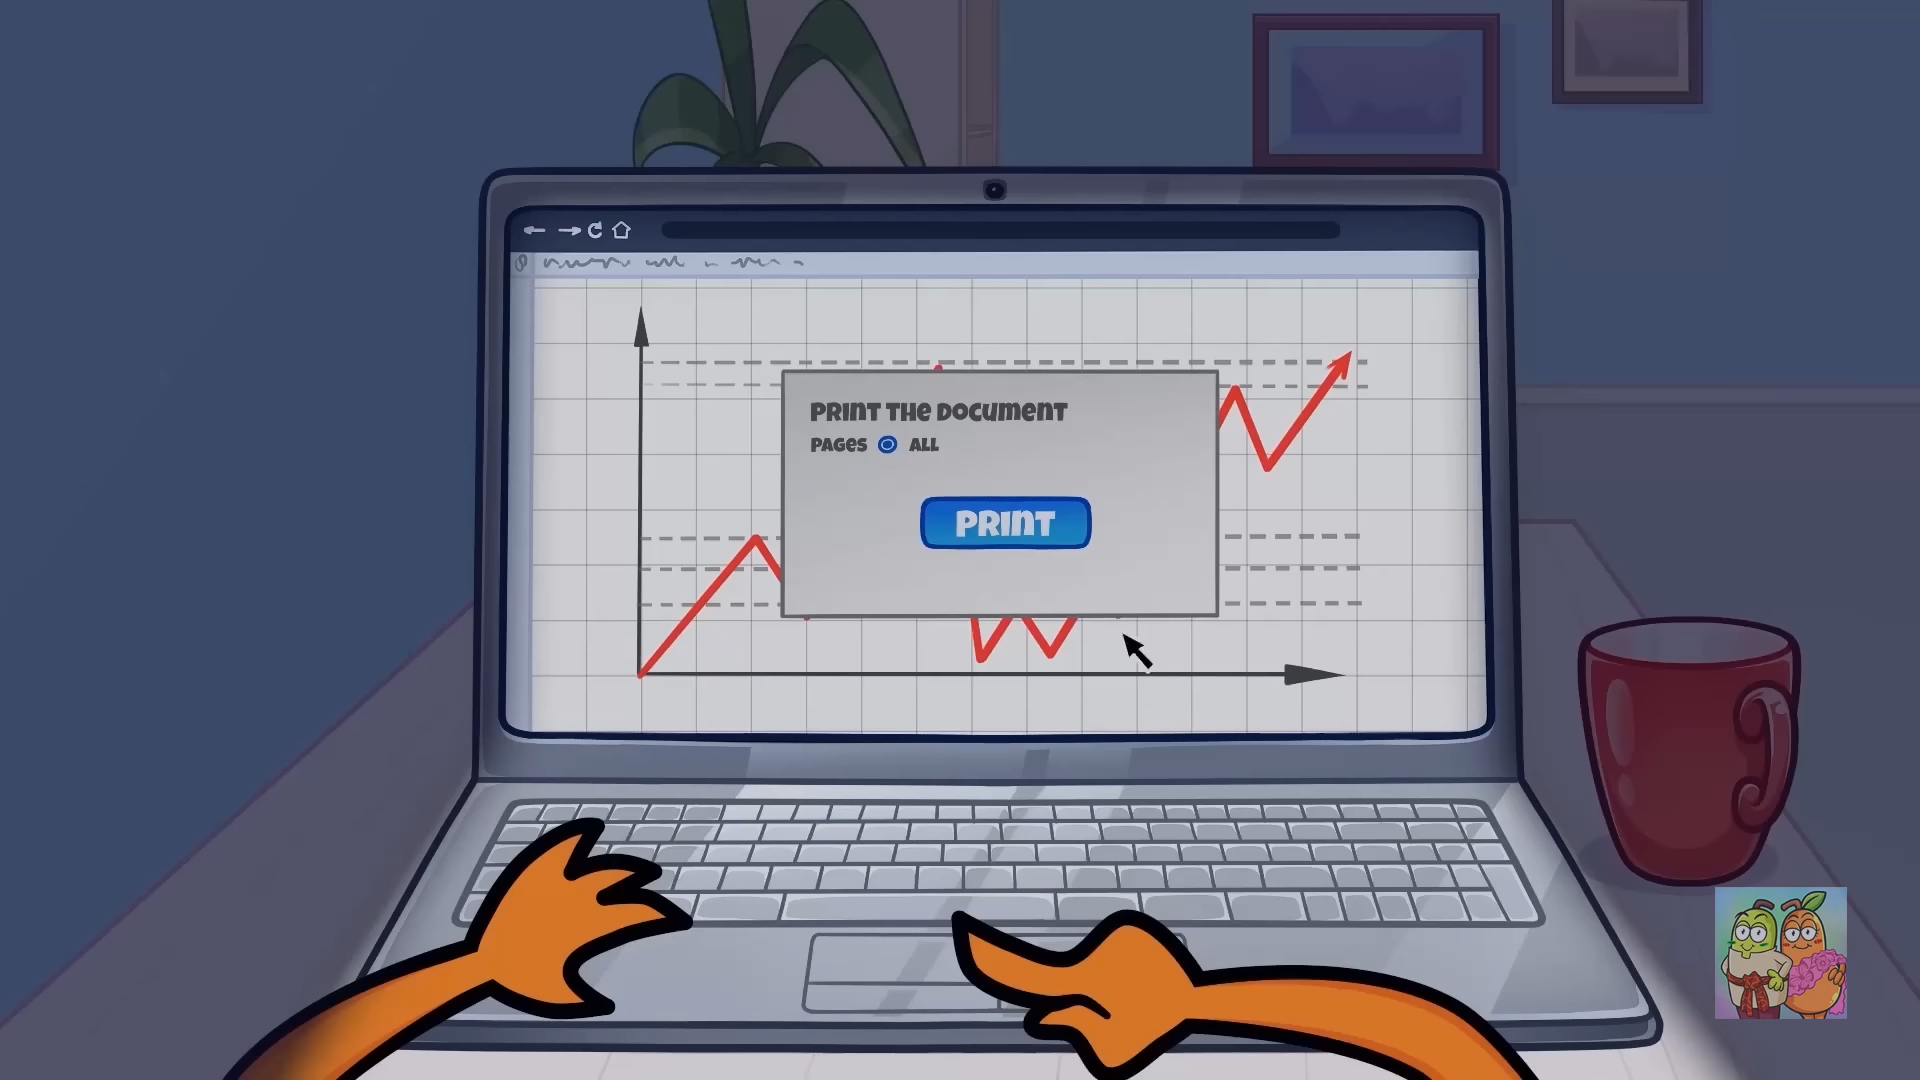 PRINT THE DOCUMENT
PAGES ALL
PRINT